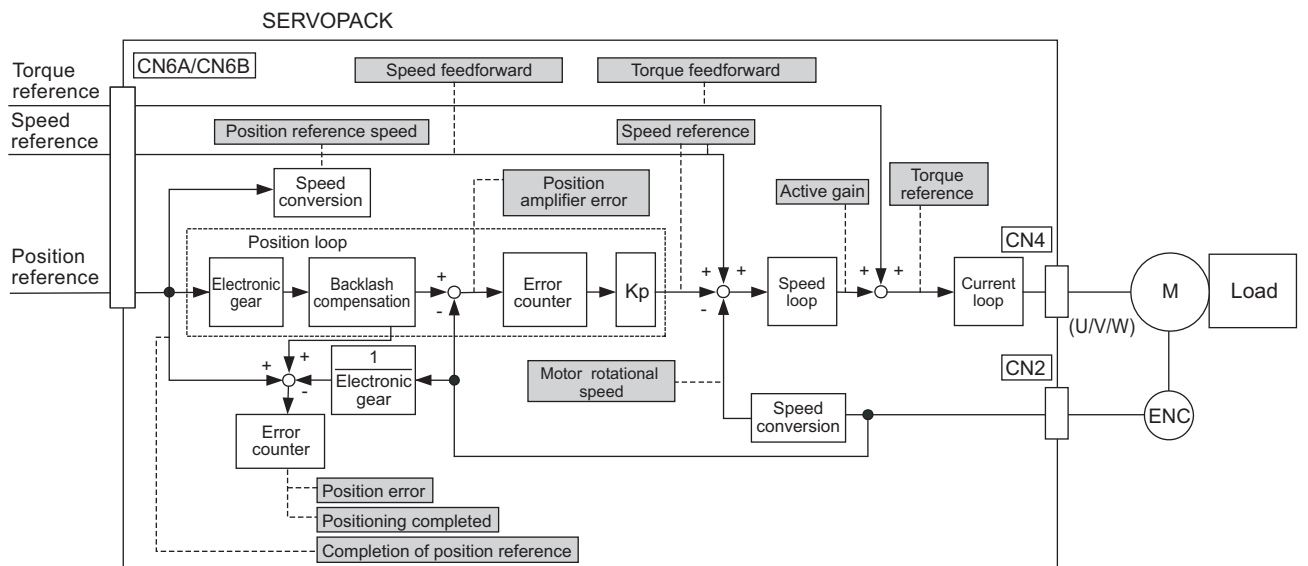 SERVOPACK
CN6A/CN6B
Speed feedforward
Torque feedforward
Torque
reference
Speed
reference
Position reference speed
Speed reference
Speed
conversion
Position
amplifier error
Active gain
Torque
reference
Position
reference
Position loop
CN4
Electronic
gear
Backlash
compensation
+
-
Error
counter
Kp
+
+
-
Speed
loop
+
+
Current
loop
(U/V/W)
M
Load
+
+
-
1
Electronic
gear
Motor rotational
speed
CN2
Speed
conversion
ENC
Error
counter
Position error
Positioning completed
Completion of position reference